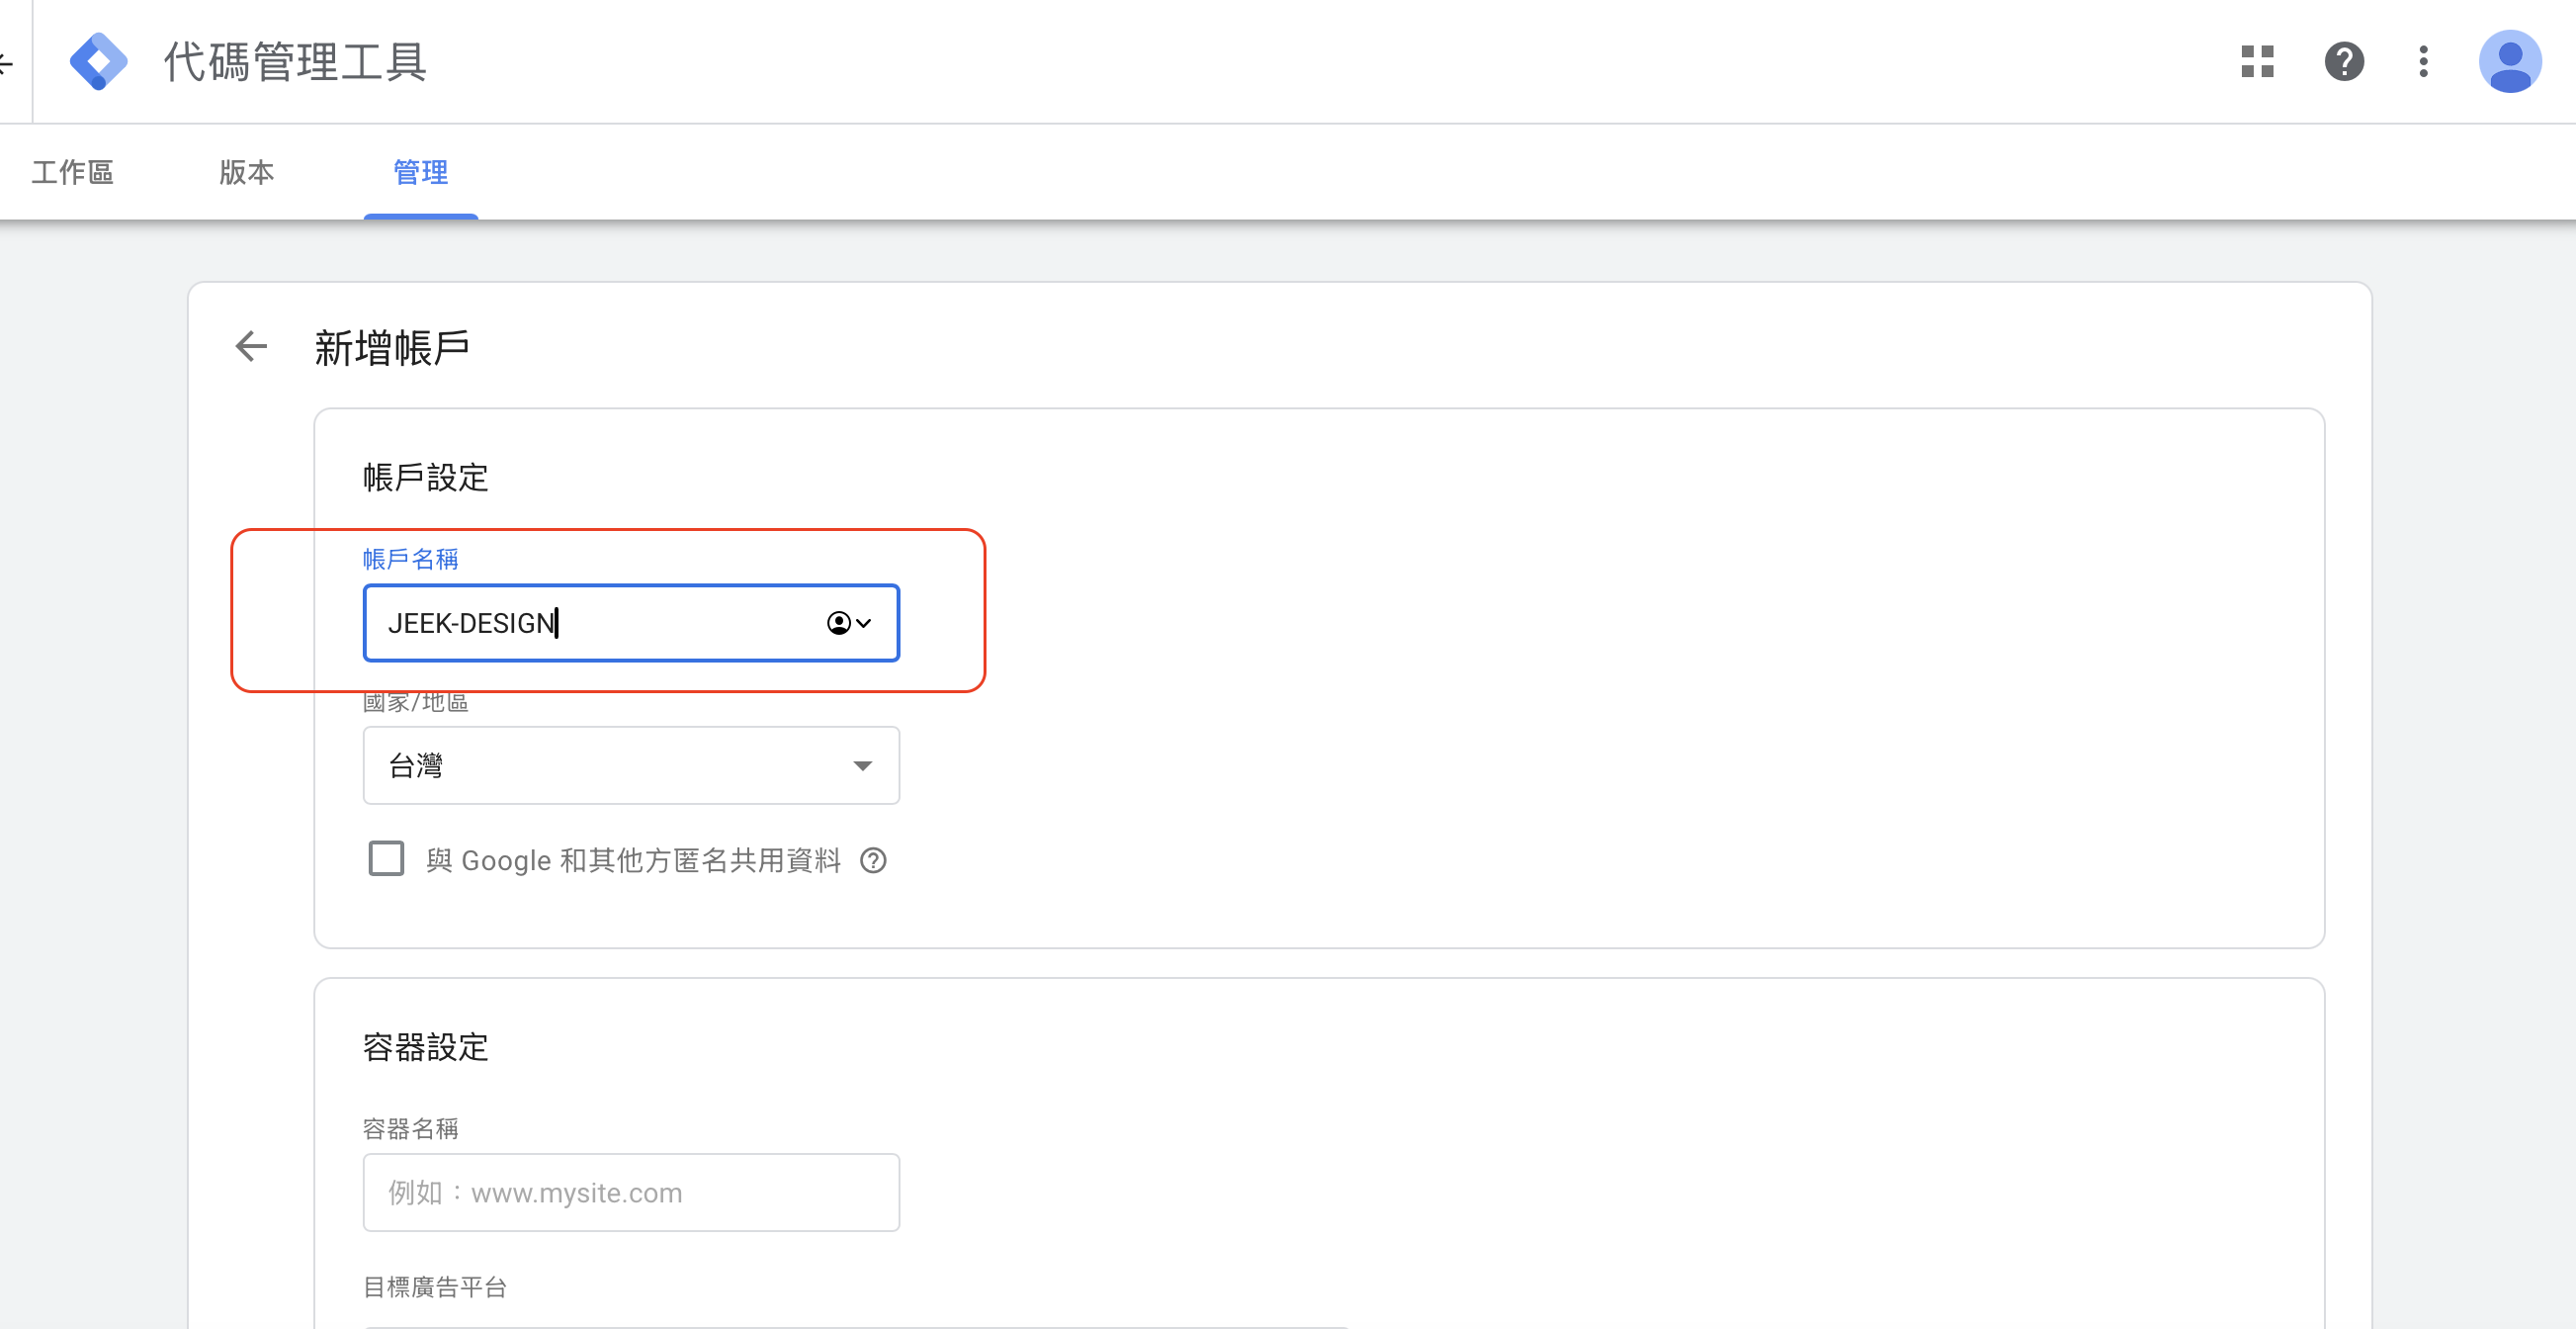 代碼管理工具
工作區 版本 管理
新增帳戶
帳戶設定
帳戶名稱
JEEK-DESIGN
國家/地區
台灣
與 Google 和其他方匿名共用資料
容器設定
容器名稱
例如：www.mysite.com
目標廣告平台